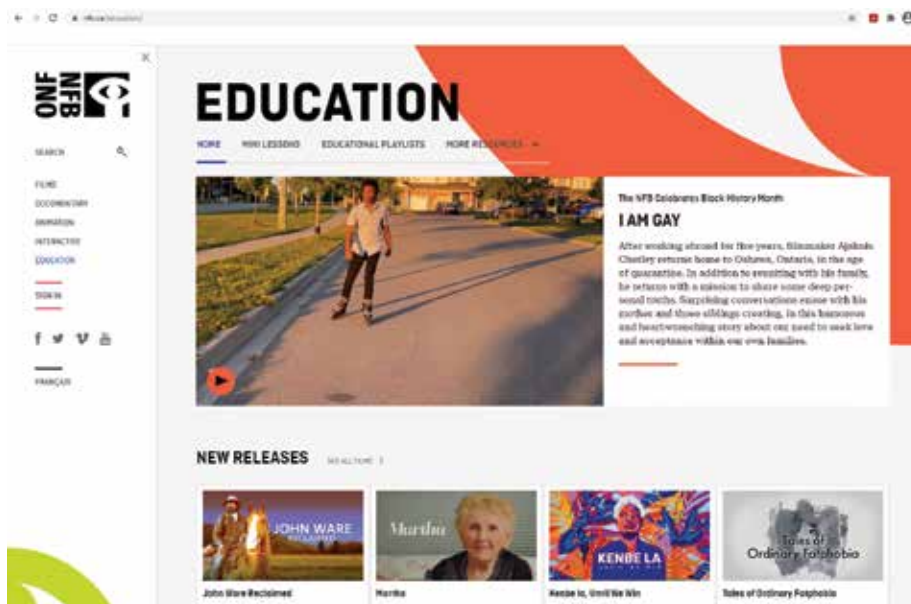 NFB
ONF
SEARCH
FILMS
DOCUMENTARY
ANIMATION
INTERACTIVE
EDUCATION
SIGN IN
FRANÇAIS
EDUCATION
HOME
MINI LESSONS
EDUCATIONAL PLAYLISTS
MORE RESOURCES
The NFB Celebrates Black History Month
I AM GAY
After working abroad for five years, filmmaker
returns home to Oshawa, Ontario, in the age
of quarantine. In addition to reuniting with his family,
he returns with a mission to share some deep per-
sonal truths. Surprising conversations ensue with his
mother and three siblings creating, in this humorous
and heartwrenching story about our need to seek love
and acceptance within our own families.
NEW RELEASES
SEE ALL FILMS
JOHN WARE
RECLAIMED
Martha
KENBE LA
UNTIL WE WIN
Tales of
Ordinary Fatphobia
John Ware Reclaimed
Martha
Kenbe la, Until We Win
Tales of Ordinary Fatphobia